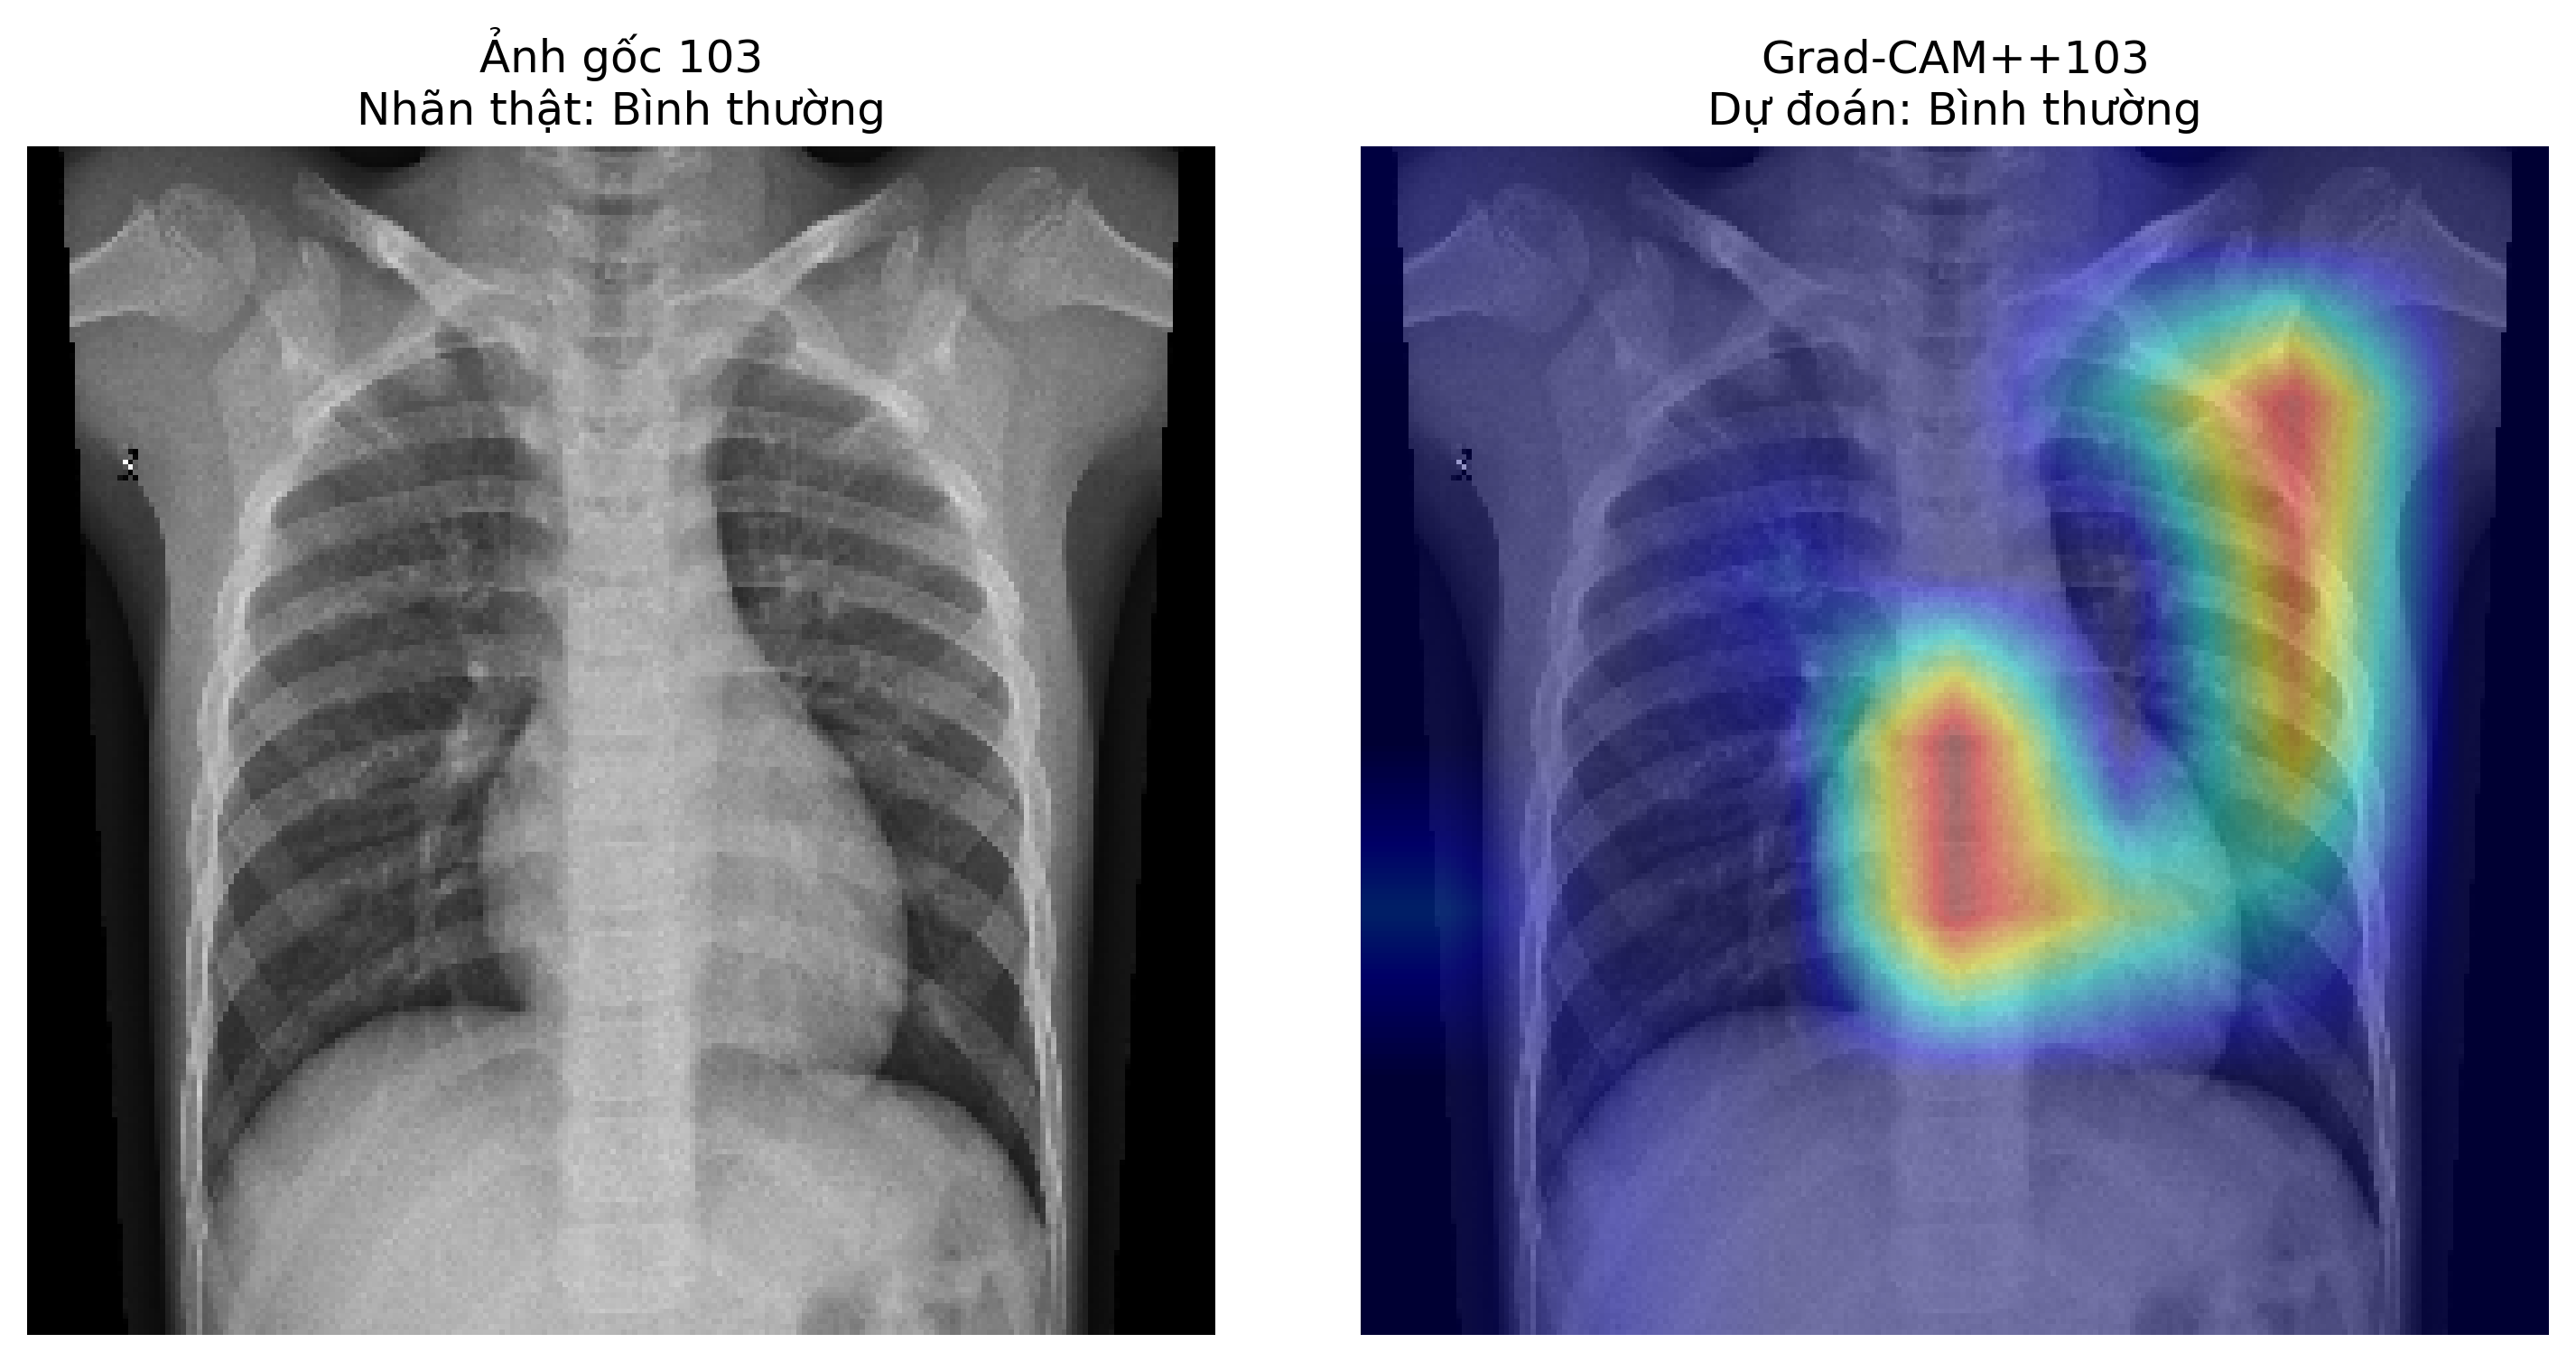 Ảnh gốc 103
Nhãn thật: Bình thường
Grad-CAM++103
Dự đoán: Bình thường